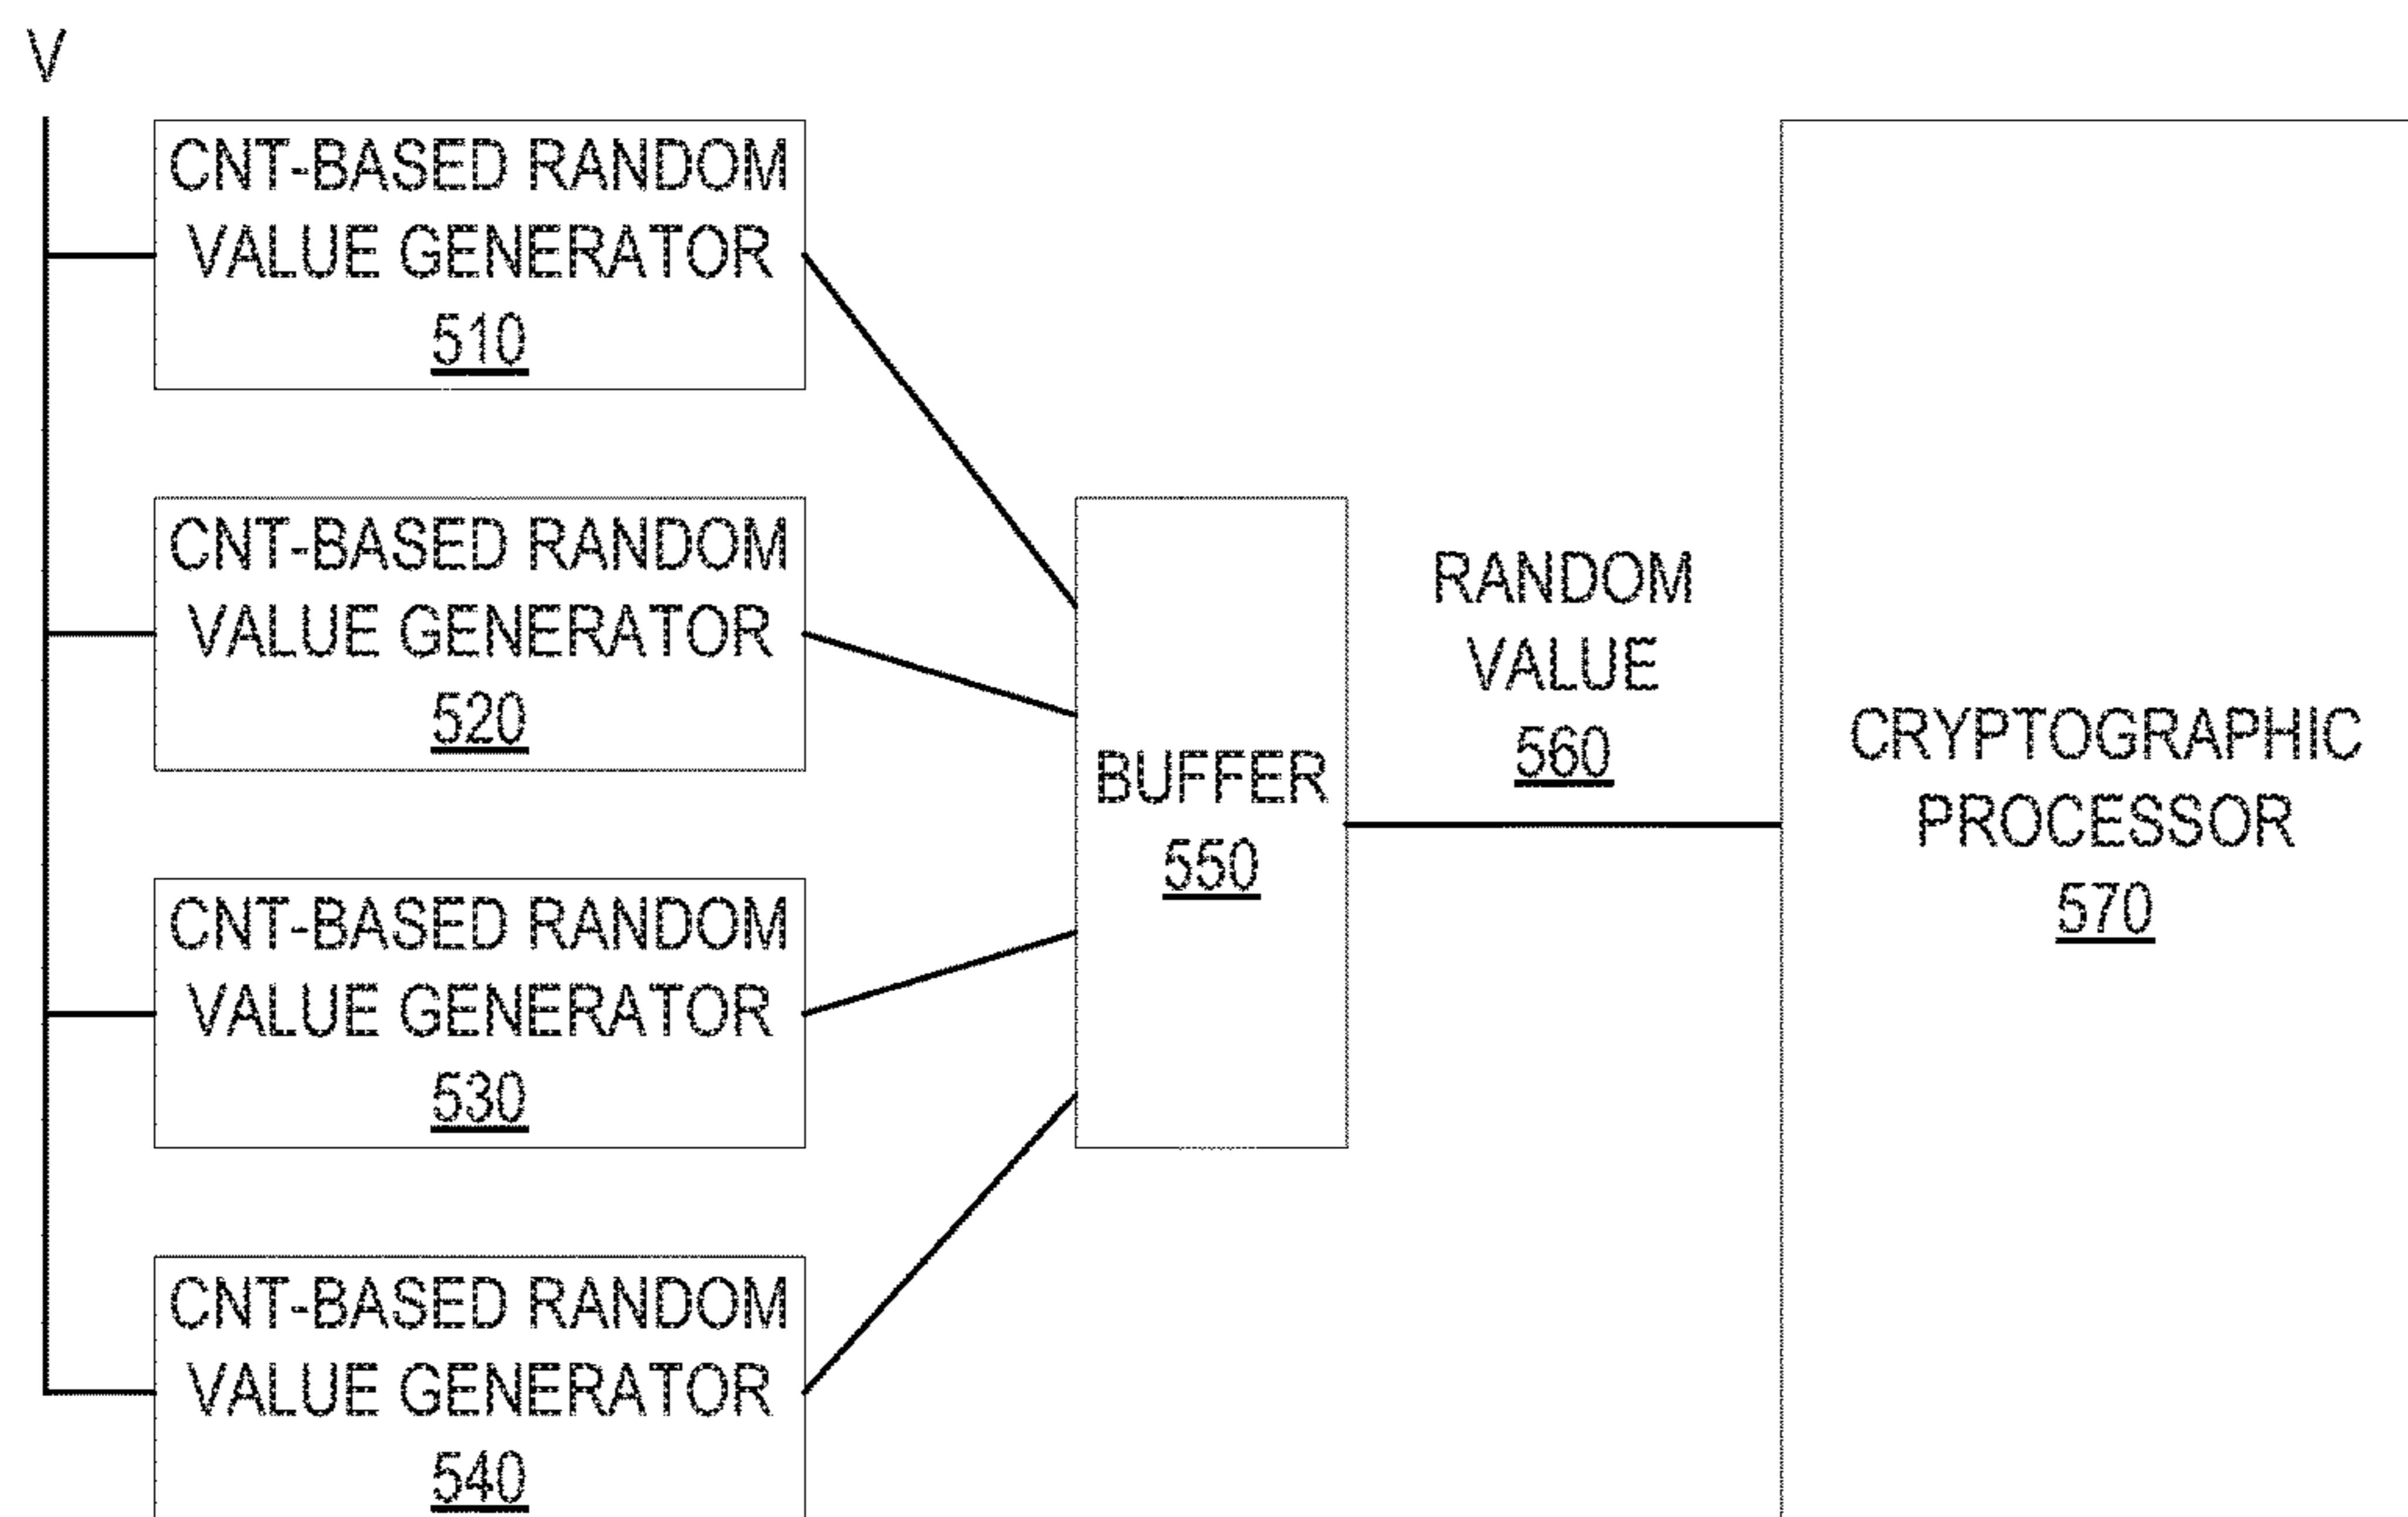 V
CNT-BASED RANDOM
VALUE GENERATOR
510
CNT-BASED RANDOM
VALUE GENERATOR
520
CNT-BASED RANDOM
VALUE GENERATOR
530
CNT-BASED RANDOM
VALUE GENERATOR
540
BUFFER
550
RANDOM
VALUE
560
CRYPTOGRAPHIC
PROCESSOR
570